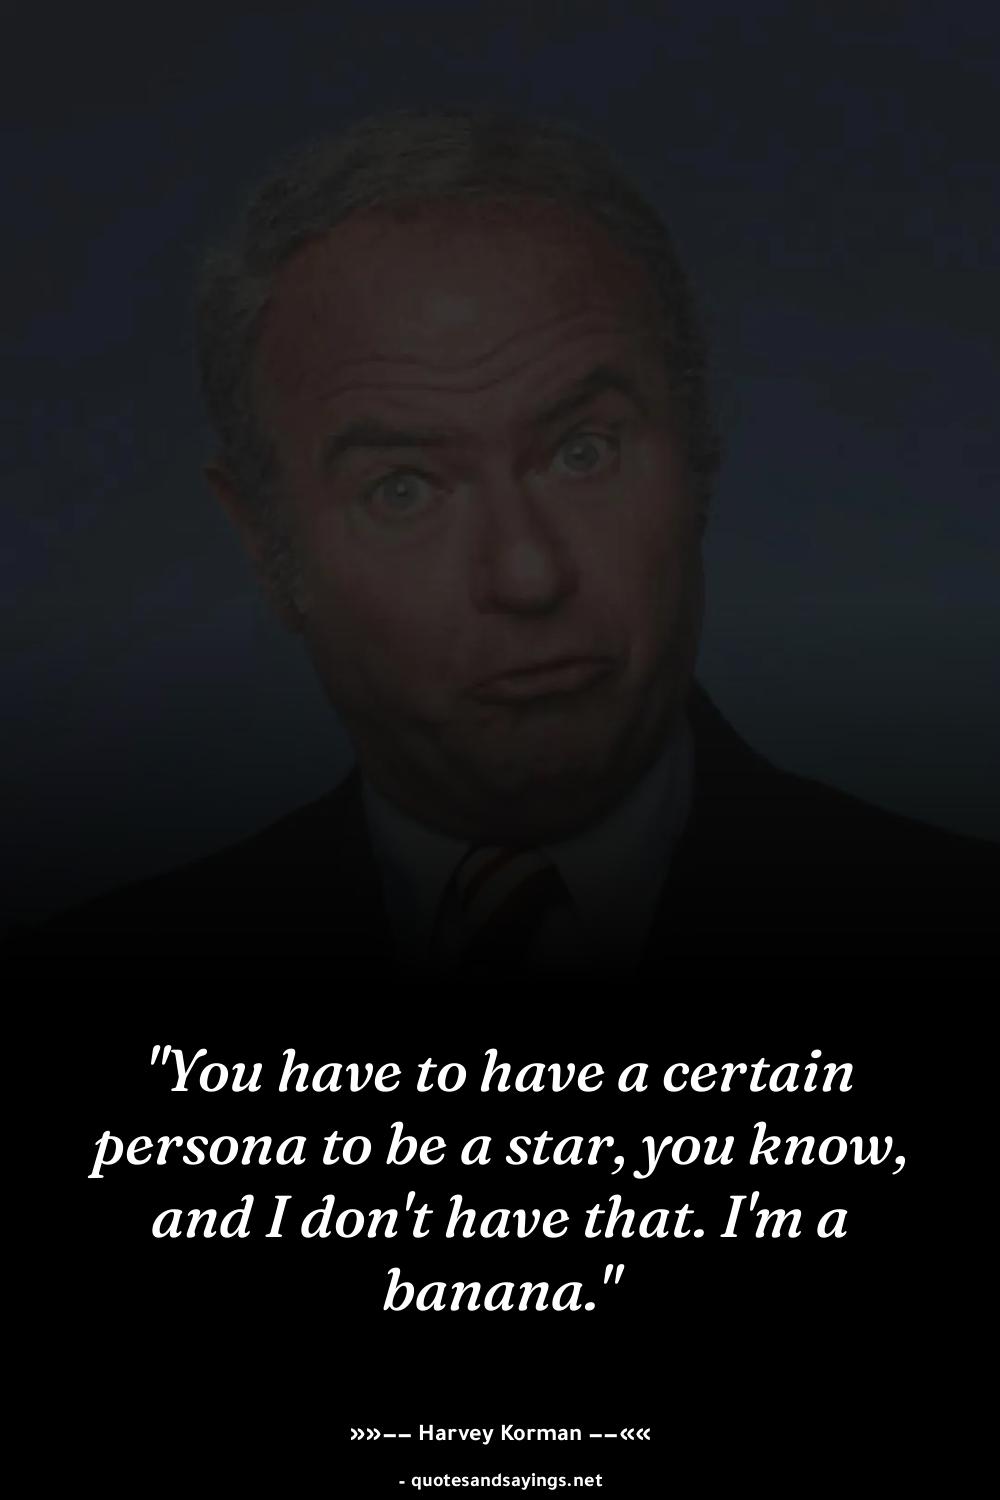 "You have to have a certain
persona to be a star, you know,
and I don't have that. I'm a
banana."
»»–– Harvey Korman ––««
- quotesandsayings.net